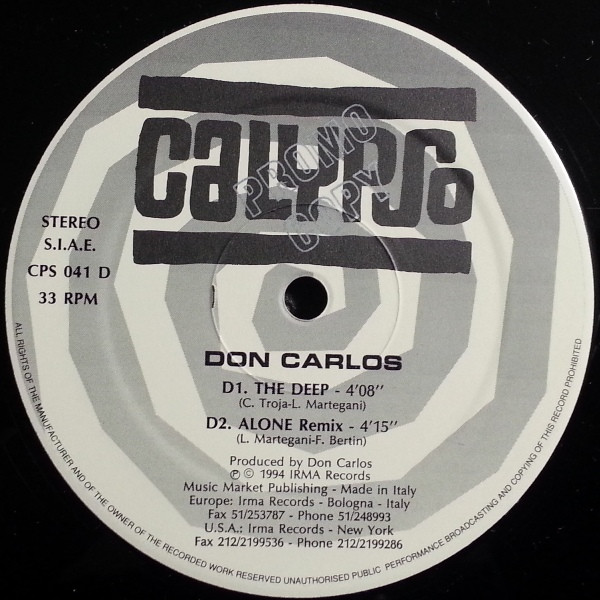 CALYPSO
PROMO
COPY
STEREO
S.I.A.E.
CPS 041 D
33 RPM
DON CARLOS
D1. THE DEEP - 4'08''
(C. Troja-L. Martegani)
D2. ALONE Remix - 4'15''
(L. Martegani-F. Bertin)
Produced by Don Carlos
℗ © 1994 IRMA Records
Music Market Publishing - Made in Italy
Europe: Irma Records - Bologna - Italy
Fax 51/253787 - Phone 51/248993
U.S.A.: Irma Records - New York
Fax 212/2199536 - Phone 212/2199286
ALL RIGHTS OF THE MANUFACTURER AND OF THE OWNER OF THE RECORDED WORK RESERVED UNAUTHORISED PUBLIC PERFORMANCE BROADCASTING AND COPYING OF THIS RECORD PROHIBITED